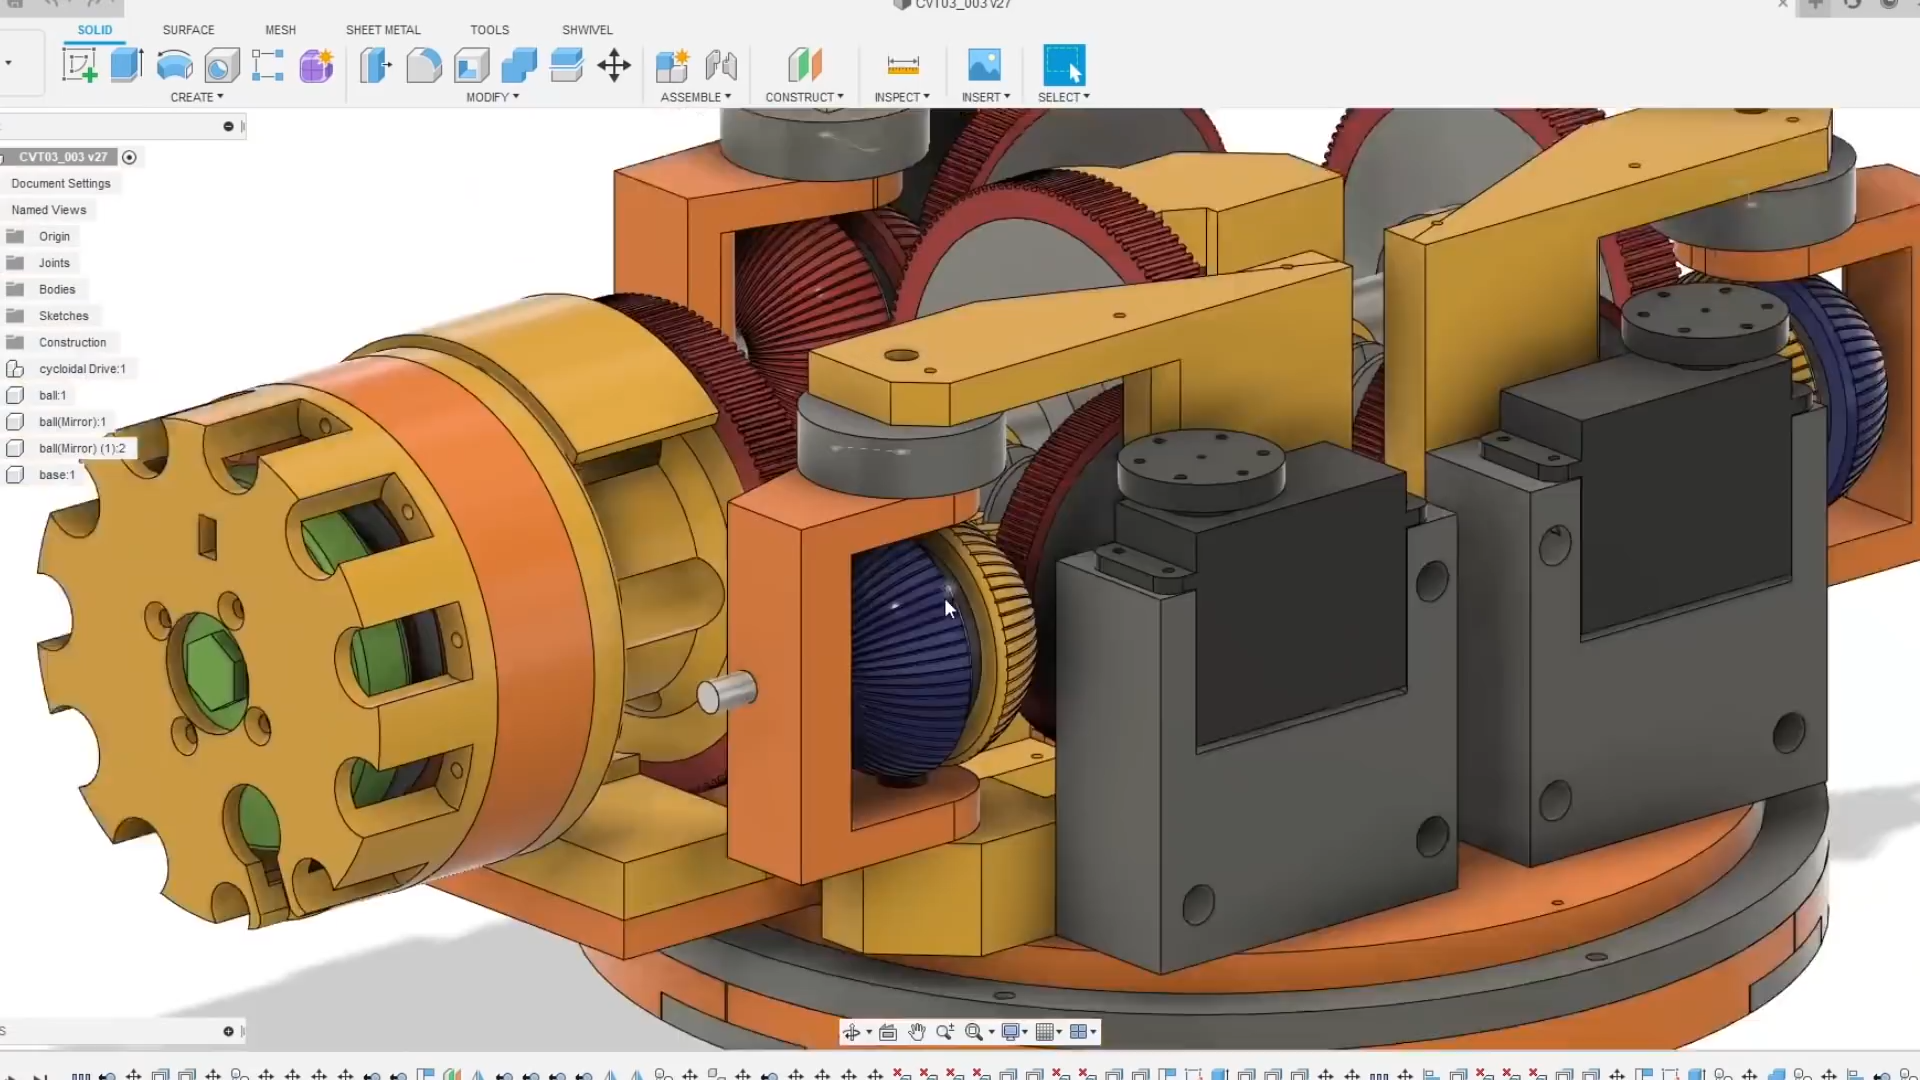 CVT03_003 v27
SOLID
SURFACE
MESH
SHEET METAL
TOOLS
SHWIVEL
CREATE
MODIFY
ASSEMBLE
CONSTRUCT
INSPECT
INSERT
SELECT
CVT03_003 v27
Document Settings
Named Views
Origin
Joints
Bodies
Sketches
Construction
cycloidal Drive:1
ball:1
ball(Mirror):1
ball(Mirror) (1):2
base:1
S